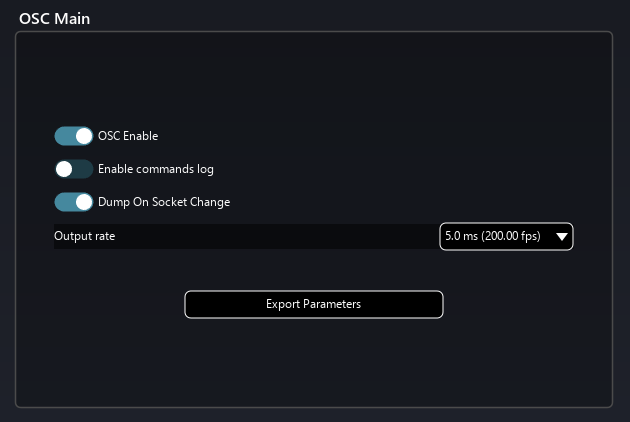 OSC Main
OSC Enable
Enable commands log
Dump On Socket Change
Output rate 5.0 ms (200.00 fps)
Export Parameters